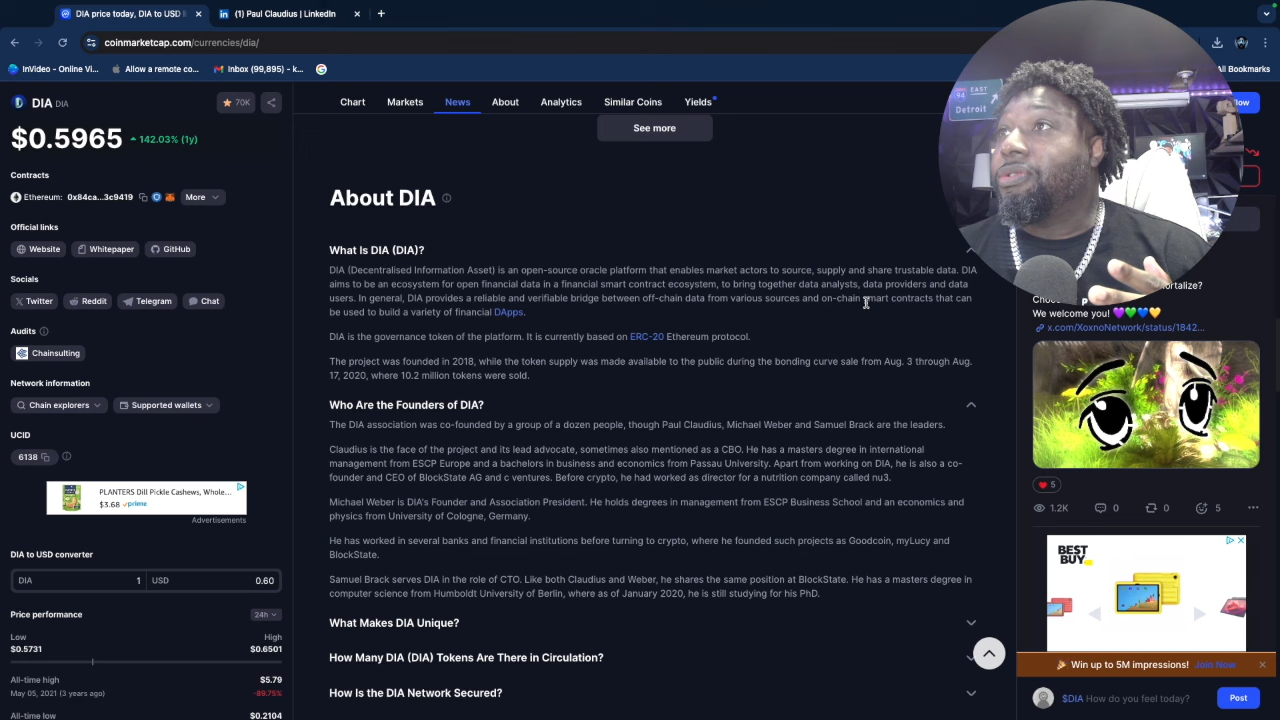 DIA price today, DIA to USD l
(1) Paul Claudius | LinkedIn
coinmarketcap.com/currencies/dia/
InVideo - Online Vi...
Allow a remote co...
Inbox (99,895) - k...
All Bookmarks
DIA DIA
70K
$0.5965
142.03% (1y)
Contracts
Ethereum: 0x84ca...3c9419
More
Official links
Website
Whitepaper
GitHub
Socials
Twitter
Reddit
Telegram
Chat
Audits
Chainsulting
Network information
Chain explorers
Supported wallets
UCID
6138
PLANTERS Dill Pickle Cashews, Whole...
$3.68 prime
Advertisements
DIA to USD converter
DIA 1 USD 0.60
Price performance
24h
Low High
$0.5731 $0.6501
All-time high $5.79
May 05, 2021 (3 years ago) -89.75%
All-time low $0.2104
Chart
Markets
News
About
Analytics
Similar Coins
Yields
See more
About DIA
What Is DIA (DIA)?
DIA (Decentralised Information Asset) is an open-source oracle platform that enables market actors to source, supply and share trustable data. DIA
aims to be an ecosystem for open financial data in a financial smart contract ecosystem, to bring together data analysts, data providers and data
users. In general, DIA provides a reliable and verifiable bridge between off-chain data from various sources and on-chain smart contracts that can
be used to build a variety of financial DApps.
DIA is the governance token of the platform. It is currently based on ERC-20 Ethereum protocol.
The project was founded in 2018, while the token supply was made available to the public during the bonding curve sale from Aug. 3 through Aug.
17, 2020, where 10.2 million tokens were sold.
Who Are the Founders of DIA?
The DIA association was co-founded by a group of a dozen people, though Paul Claudius, Michael Weber and Samuel Brack are the leaders.
Claudius is the face of the project and its lead advocate, sometimes also mentioned as a CBO. He has a masters degree in international
management from ESCP Europe and a bachelors in business and economics from Passau University. Apart from working on DIA, he is also a co-
founder and CEO of BlockState AG and c ventures. Before crypto, he had worked as director for a nutrition company called nu3.
Michael Weber is DIA's Founder and Association President. He holds degrees in management from ESCP Business School and an economics and
physics from University of Cologne, Germany.
He has worked in several banks and financial institutions before turning to crypto, where he founded such projects as Goodcoin, myLucy and
BlockState.
Samuel Brack serves DIA in the role of CTO. Like both Claudius and Weber, he shares the same position at BlockState. He has a masters degree in
computer science from Humboldt University of Berlin, where as of January 2020, he is still studying for his PhD.
What Makes DIA Unique?
How Many DIA (DIA) Tokens Are There in Circulation?
How Is the DIA Network Secured?
94 EAST
Detroit
We welcome you! 💜💚💙💛
x.com/XoxnoNetwork/status/1842...
5
1.2K
0
0
5
BEST
BUY
Win up to 5M impressions! Join Now
$DIA How do you feel today?
Post